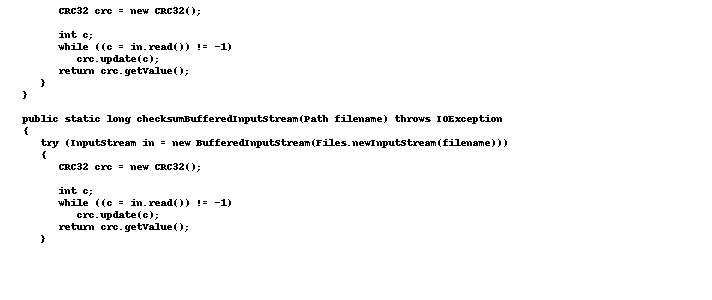 CRC32 crc = new CRC32();
int c;
while ((c = in.read()) != -1)
crc.update(c);
return crc.getValue();
}
}
public static long checksumBufferedInputStream(Path filename) throws IOException
{
try (InputStream in = new BufferedInputStream(Files.newInputStream(filename)))
{
CRC32 crc = new CRC32();
int c;
while ((c = in.read()) != -1)
crc.update(c);
return crc.getValue();
}